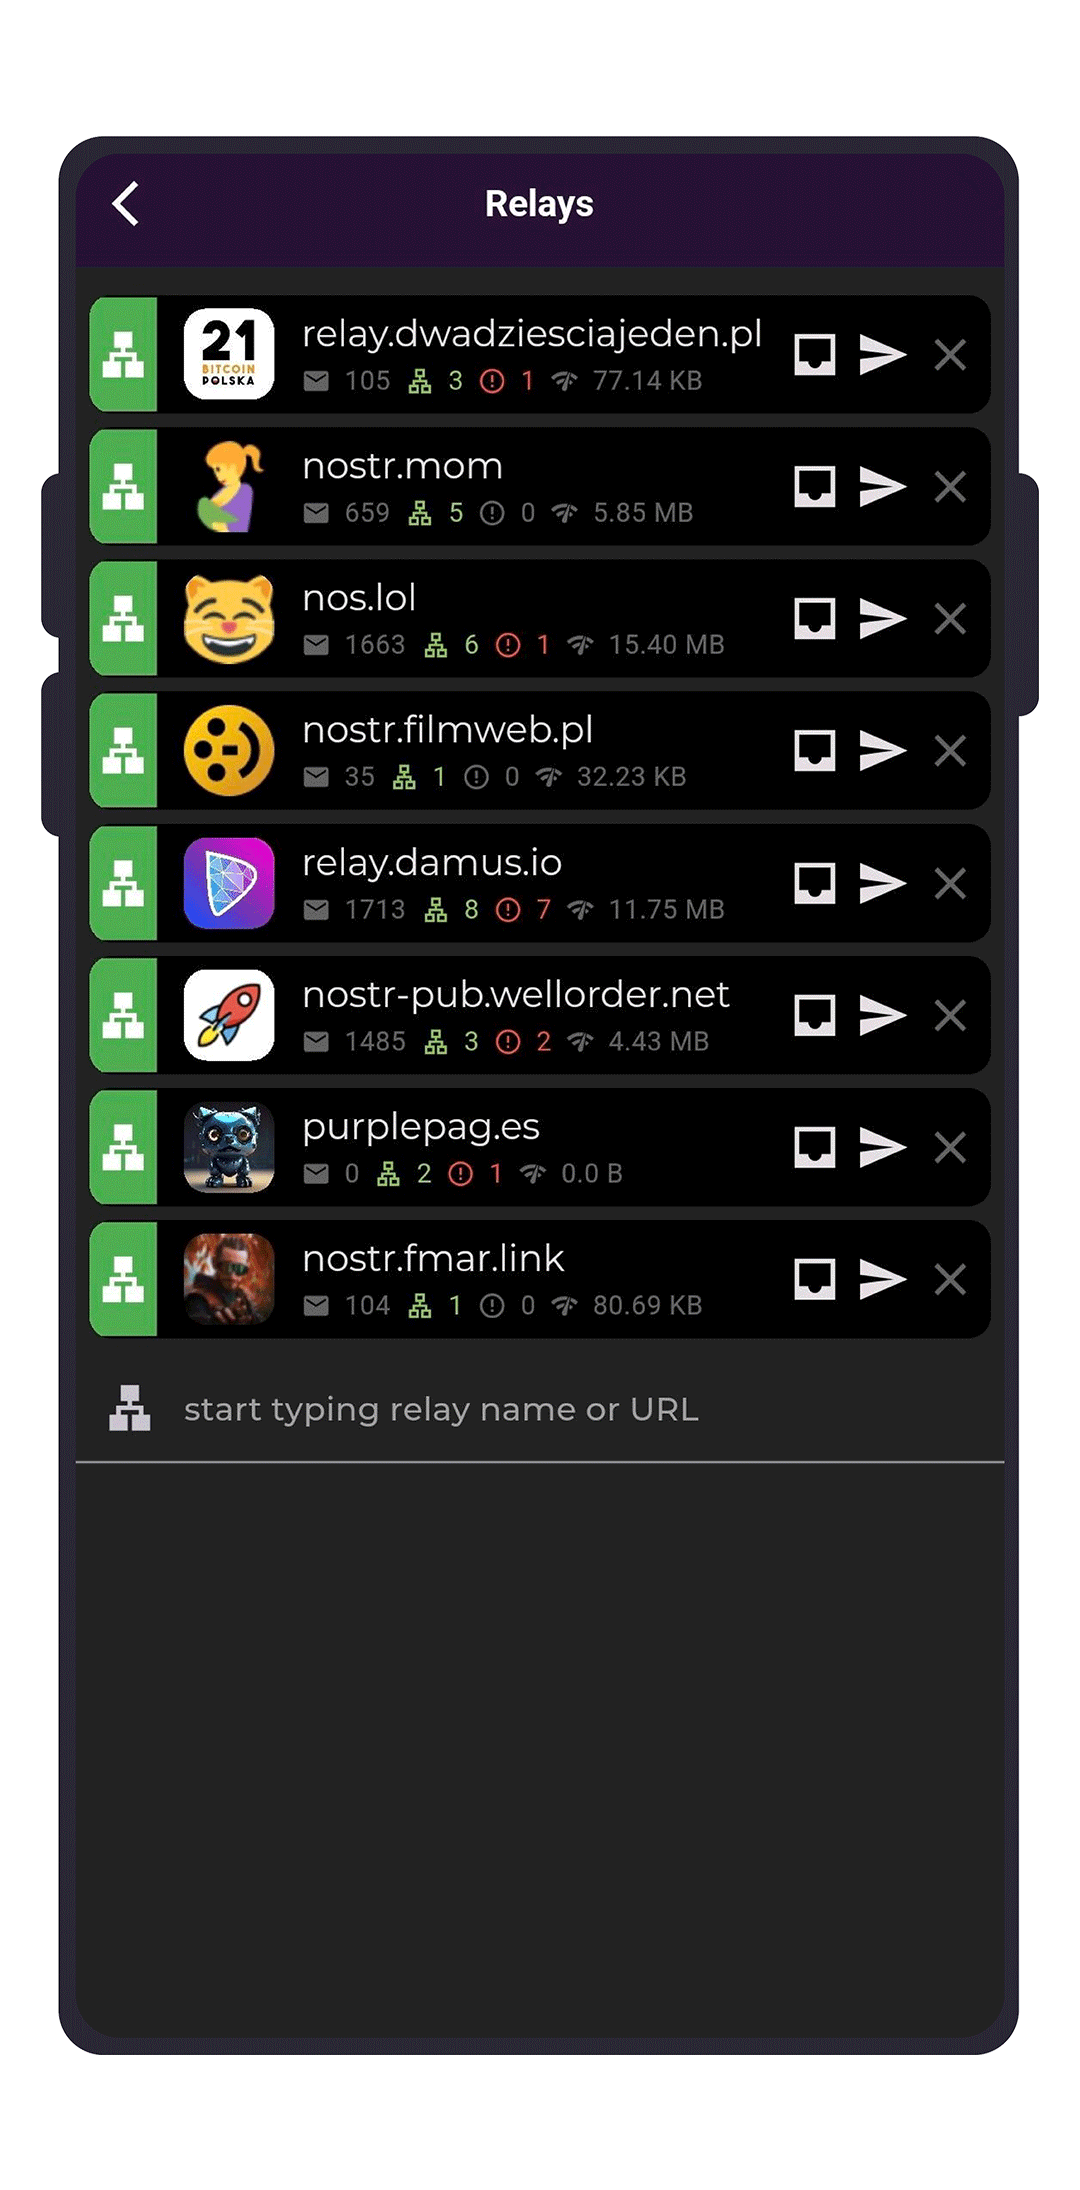 Relays
21
BITCOIN
POLSKA
relay.dwadziesciajeden.pl
105 3 1 77.14 KB
nostr.mom
659 5 0 5.85 MB
nos.lol
1663 6 1 15.40 MB
nostr.filmweb.pl
35 1 0 32.23 KB
relay.damus.io
1713 8 7 11.75 MB
nostr-pub.wellorder.net
1485 3 2 4.43 MB
purplepag.es
0 2 1 0.0 B
nostr.fmar.link
104 1 0 80.69 KB
start typing relay name or URL